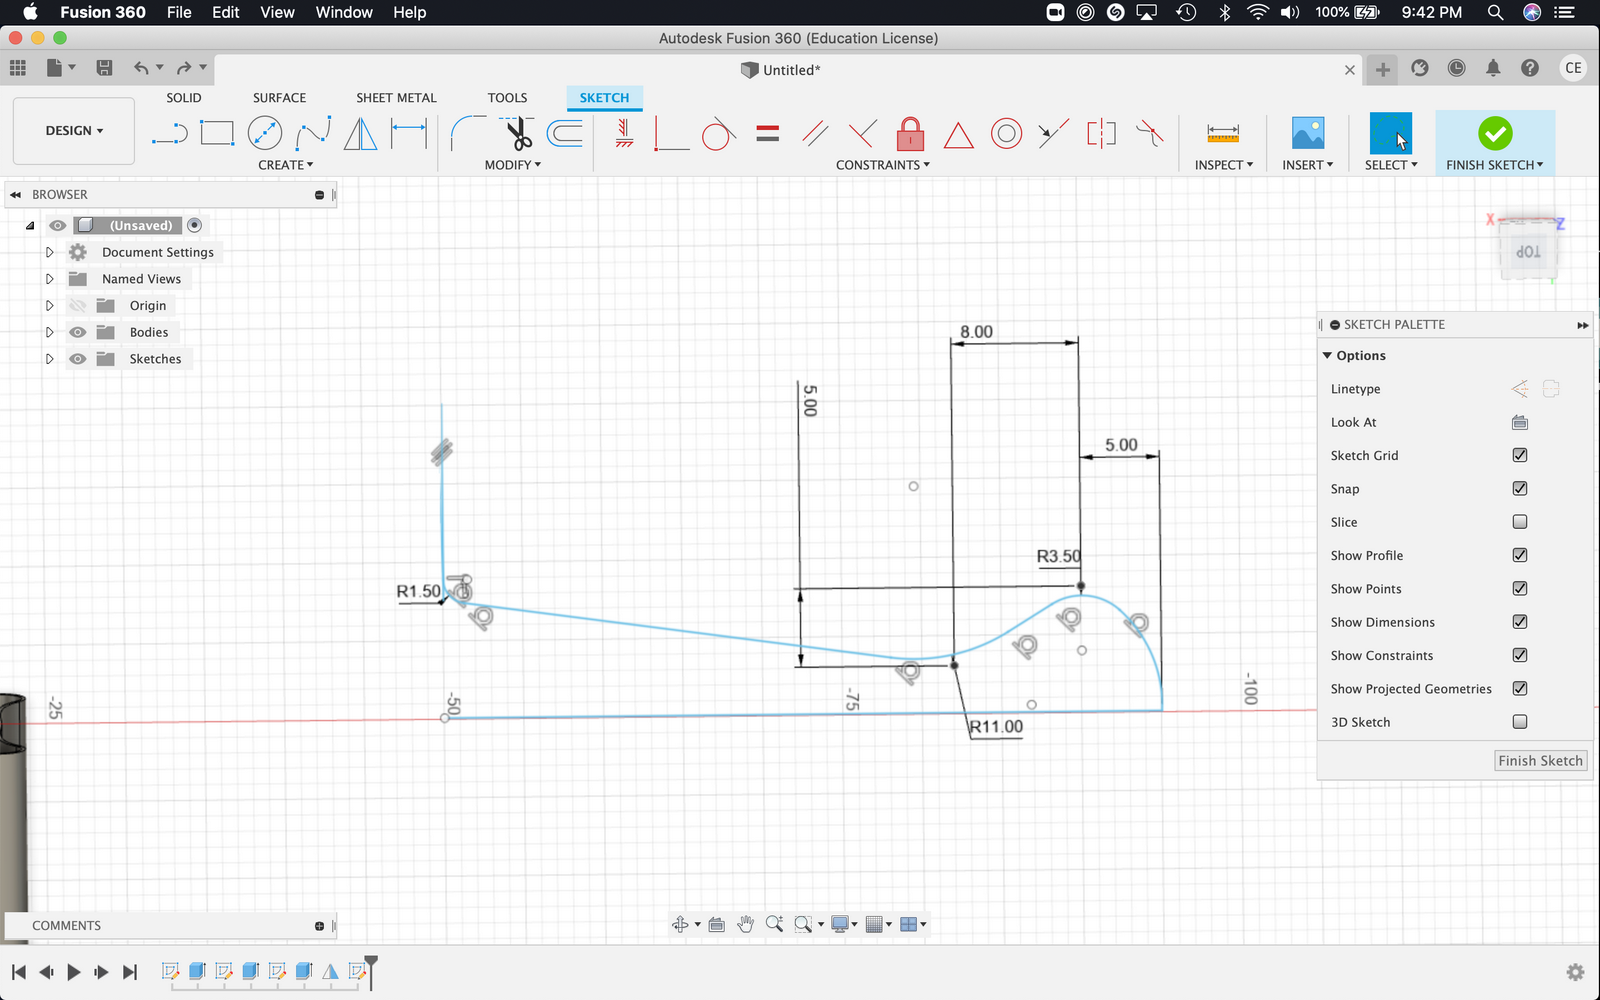 Fusion 360 File Edit View Window Help 100% 9:42 PM
Autodesk Fusion 360 (Education License)
Untitled* CE
SOLID SURFACE SHEET METAL TOOLS SKETCH
DESIGN
CREATE MODIFY CONSTRAINTS INSPECT INSERT SELECT FINISH SKETCH
BROWSER
(Unsaved)
Document Settings
Named Views
Origin
Bodies
Sketches
X Z
TOP
SKETCH PALETTE
Options
Linetype
Look At
Sketch Grid
Snap
Slice
Show Profile
Show Points
Show Dimensions
Show Constraints
Show Projected Geometries
3D Sketch
Finish Sketch
8.00
5.00
5.00
R3.50
R1.50
-25
-50
-75
-100
R11.00
COMMENTS